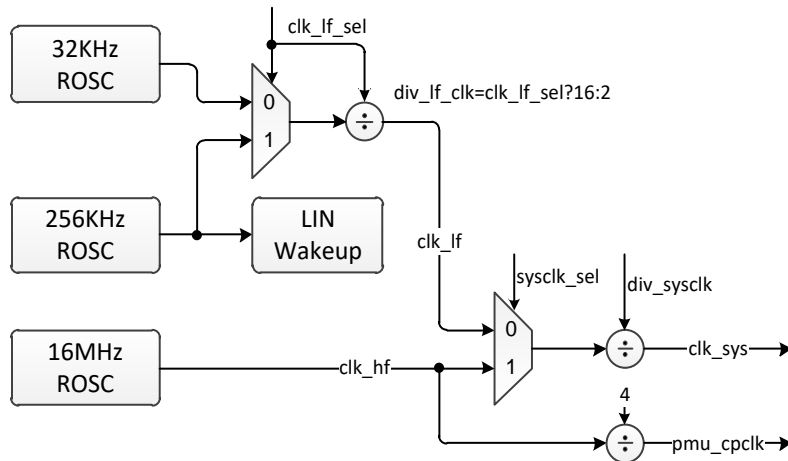 32KHz
ROSC
clk_lf_sel
0
1
÷
div_lf_clk=clk_lf_sel?16:2
256KHz
ROSC
LIN
Wakeup
clk_lf
sysclk_sel
div_sysclk
16MHz
ROSC
clk_hf
0
1
÷
clk_sys
4
÷
pmu_cpclk